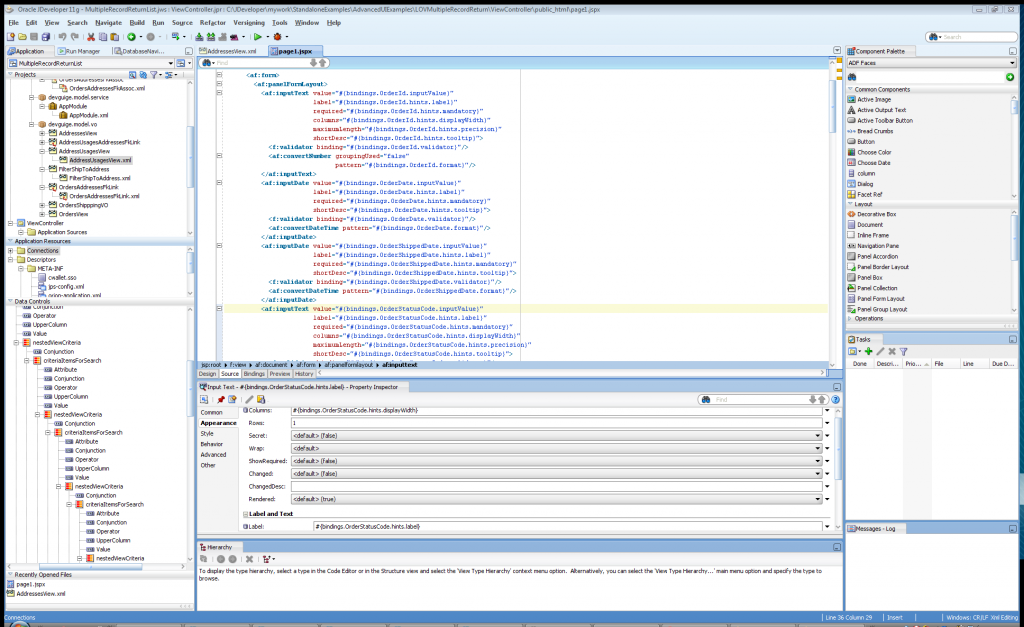 Oracle JDeveloper 11g - MultipleRecordReturnList.jws : ViewController.jpr : C:\JDeveloper\mywork\StandaloneExamples\AdvancedUIExamples\LOVMultipleRecordReturn\ViewController\public_html\page1.jspx
File Edit View Search Navigate Build Run Source Refactor Versioning Tools Window Help
Search
Application Run Manager DatabaseNavi...
MultipleRecordReturnList
Projects
OrdersAddressesFkAssoc.xml
devguige.model.service
AppModule
AppModule.xml
devguige.model.vo
AddressesView
AddressUsagesAddressesFkLink
AddressUsagesView
AddressUsagesView.xml
FilterShipToAddress
FilterShipToAddress.xml
OrdersAddressesFkLink
OrdersAddressesFkLink.xml
OrdersShipppingVO
OrdersView
ViewController
Application Sources
Application Resources
Connections
Descriptors
META-INF
cwallet.sso
jps-config.xml
orion-application.xml
Data Controls
Conjunction
Operator
UpperColumn
Value
nestedViewCriteria
Conjunction
criteriaItemsForSearch
Attribute
Conjunction
Operator
UpperColumn
Value
nestedViewCriteria
Conjunction
criteriaItemsForSearch
Attribute
Conjunction
Operator
UpperColumn
Value
nestedViewCriteria
Conjunction
criteriaItemsForSearch
Attribute
Conjunction
Operator
UpperColumn
Value
nestedViewCriteria
Recently Opened Files
page1.jspx
AddressesView.xml
AddressesView.xml page1.jspx
Find
<af:form>
<af:panelFormLayout>
<af:inputText value="#{bindings.OrderId.inputValue}"
label="#{bindings.OrderId.hints.label}"
required="#{bindings.OrderId.hints.mandatory}"
columns="#{bindings.OrderId.hints.displayWidth}"
maximumLength="#{bindings.OrderId.hints.precision}"
shortDesc="#{bindings.OrderId.hints.tooltip}">
<f:validator binding="#{bindings.OrderId.validator}"/>
<af:convertNumber groupingUsed="false"
pattern="#{bindings.OrderId.format}"/>
</af:inputText>
<af:inputDate value="#{bindings.OrderDate.inputValue}"
label="#{bindings.OrderDate.hints.label}"
required="#{bindings.OrderDate.hints.mandatory}"
shortDesc="#{bindings.OrderDate.hints.tooltip}">
<f:validator binding="#{bindings.OrderDate.validator}"/>
<af:convertDateTime pattern="#{bindings.OrderDate.format}"/>
</af:inputDate>
<af:inputDate value="#{bindings.OrderShippedDate.inputValue}"
label="#{bindings.OrderShippedDate.hints.label}"
required="#{bindings.OrderShippedDate.hints.mandatory}"
shortDesc="#{bindings.OrderShippedDate.hints.tooltip}">
<f:validator binding="#{bindings.OrderShippedDate.validator}"/>
<af:convertDateTime pattern="#{bindings.OrderShippedDate.format}"/>
</af:inputDate>
<af:inputText value="#{bindings.OrderStatusCode.inputValue}"
label="#{bindings.OrderStatusCode.hints.label}"
required="#{bindings.OrderStatusCode.hints.mandatory}"
columns="#{bindings.OrderStatusCode.hints.displayWidth}"
maximumLength="#{bindings.OrderStatusCode.hints.precision}"
shortDesc="#{bindings.OrderStatusCode.hints.tooltip}">
jsp:root f:view af:document af:form af:panelformlayout af:inputtext
Design Source Bindings Preview History
Input Text - #{bindings.OrderStatusCode.hints.label} - Property Inspector
Find
Common
Appearance
Style
Behavior
Advanced
Other
Columns: #{bindings.OrderStatusCode.hints.displayWidth}
Rows: 1
Secret: <default> (false)
Wrap: <default>
ShowRequired: <default> (false)
Changed: <default> (false)
ChangedDesc:
Rendered: <default> (true)
Label and Text
Label: #{bindings.OrderStatusCode.hints.label}
Hierarchy
To display the type hierarchy, select a type in the Code Editor or in the Structure view and select the 'View Type Hierarchy' context menu option. Alternatively, you can select the 'View Type Hierarchy...' main menu option and specify the type to
browse.
Component Palette
ADF Faces
Common Components
Active Image
Active Output Text
Active Toolbar Button
Bread Crumbs
Button
Choose Color
Choose Date
column
Dialog
Facet Ref
Layout
Decorative Box
Document
Inline Frame
Navigation Pane
Panel Accordion
Panel Border Layout
Panel Box
Panel Collection
Panel Form Layout
Panel Group Layout
Operations
Tasks
Done Descri... Prio... File Line Due D...
Messages - Log
Connections
Line 36 Column 29 Insert Windows: CR/LF XML Editing